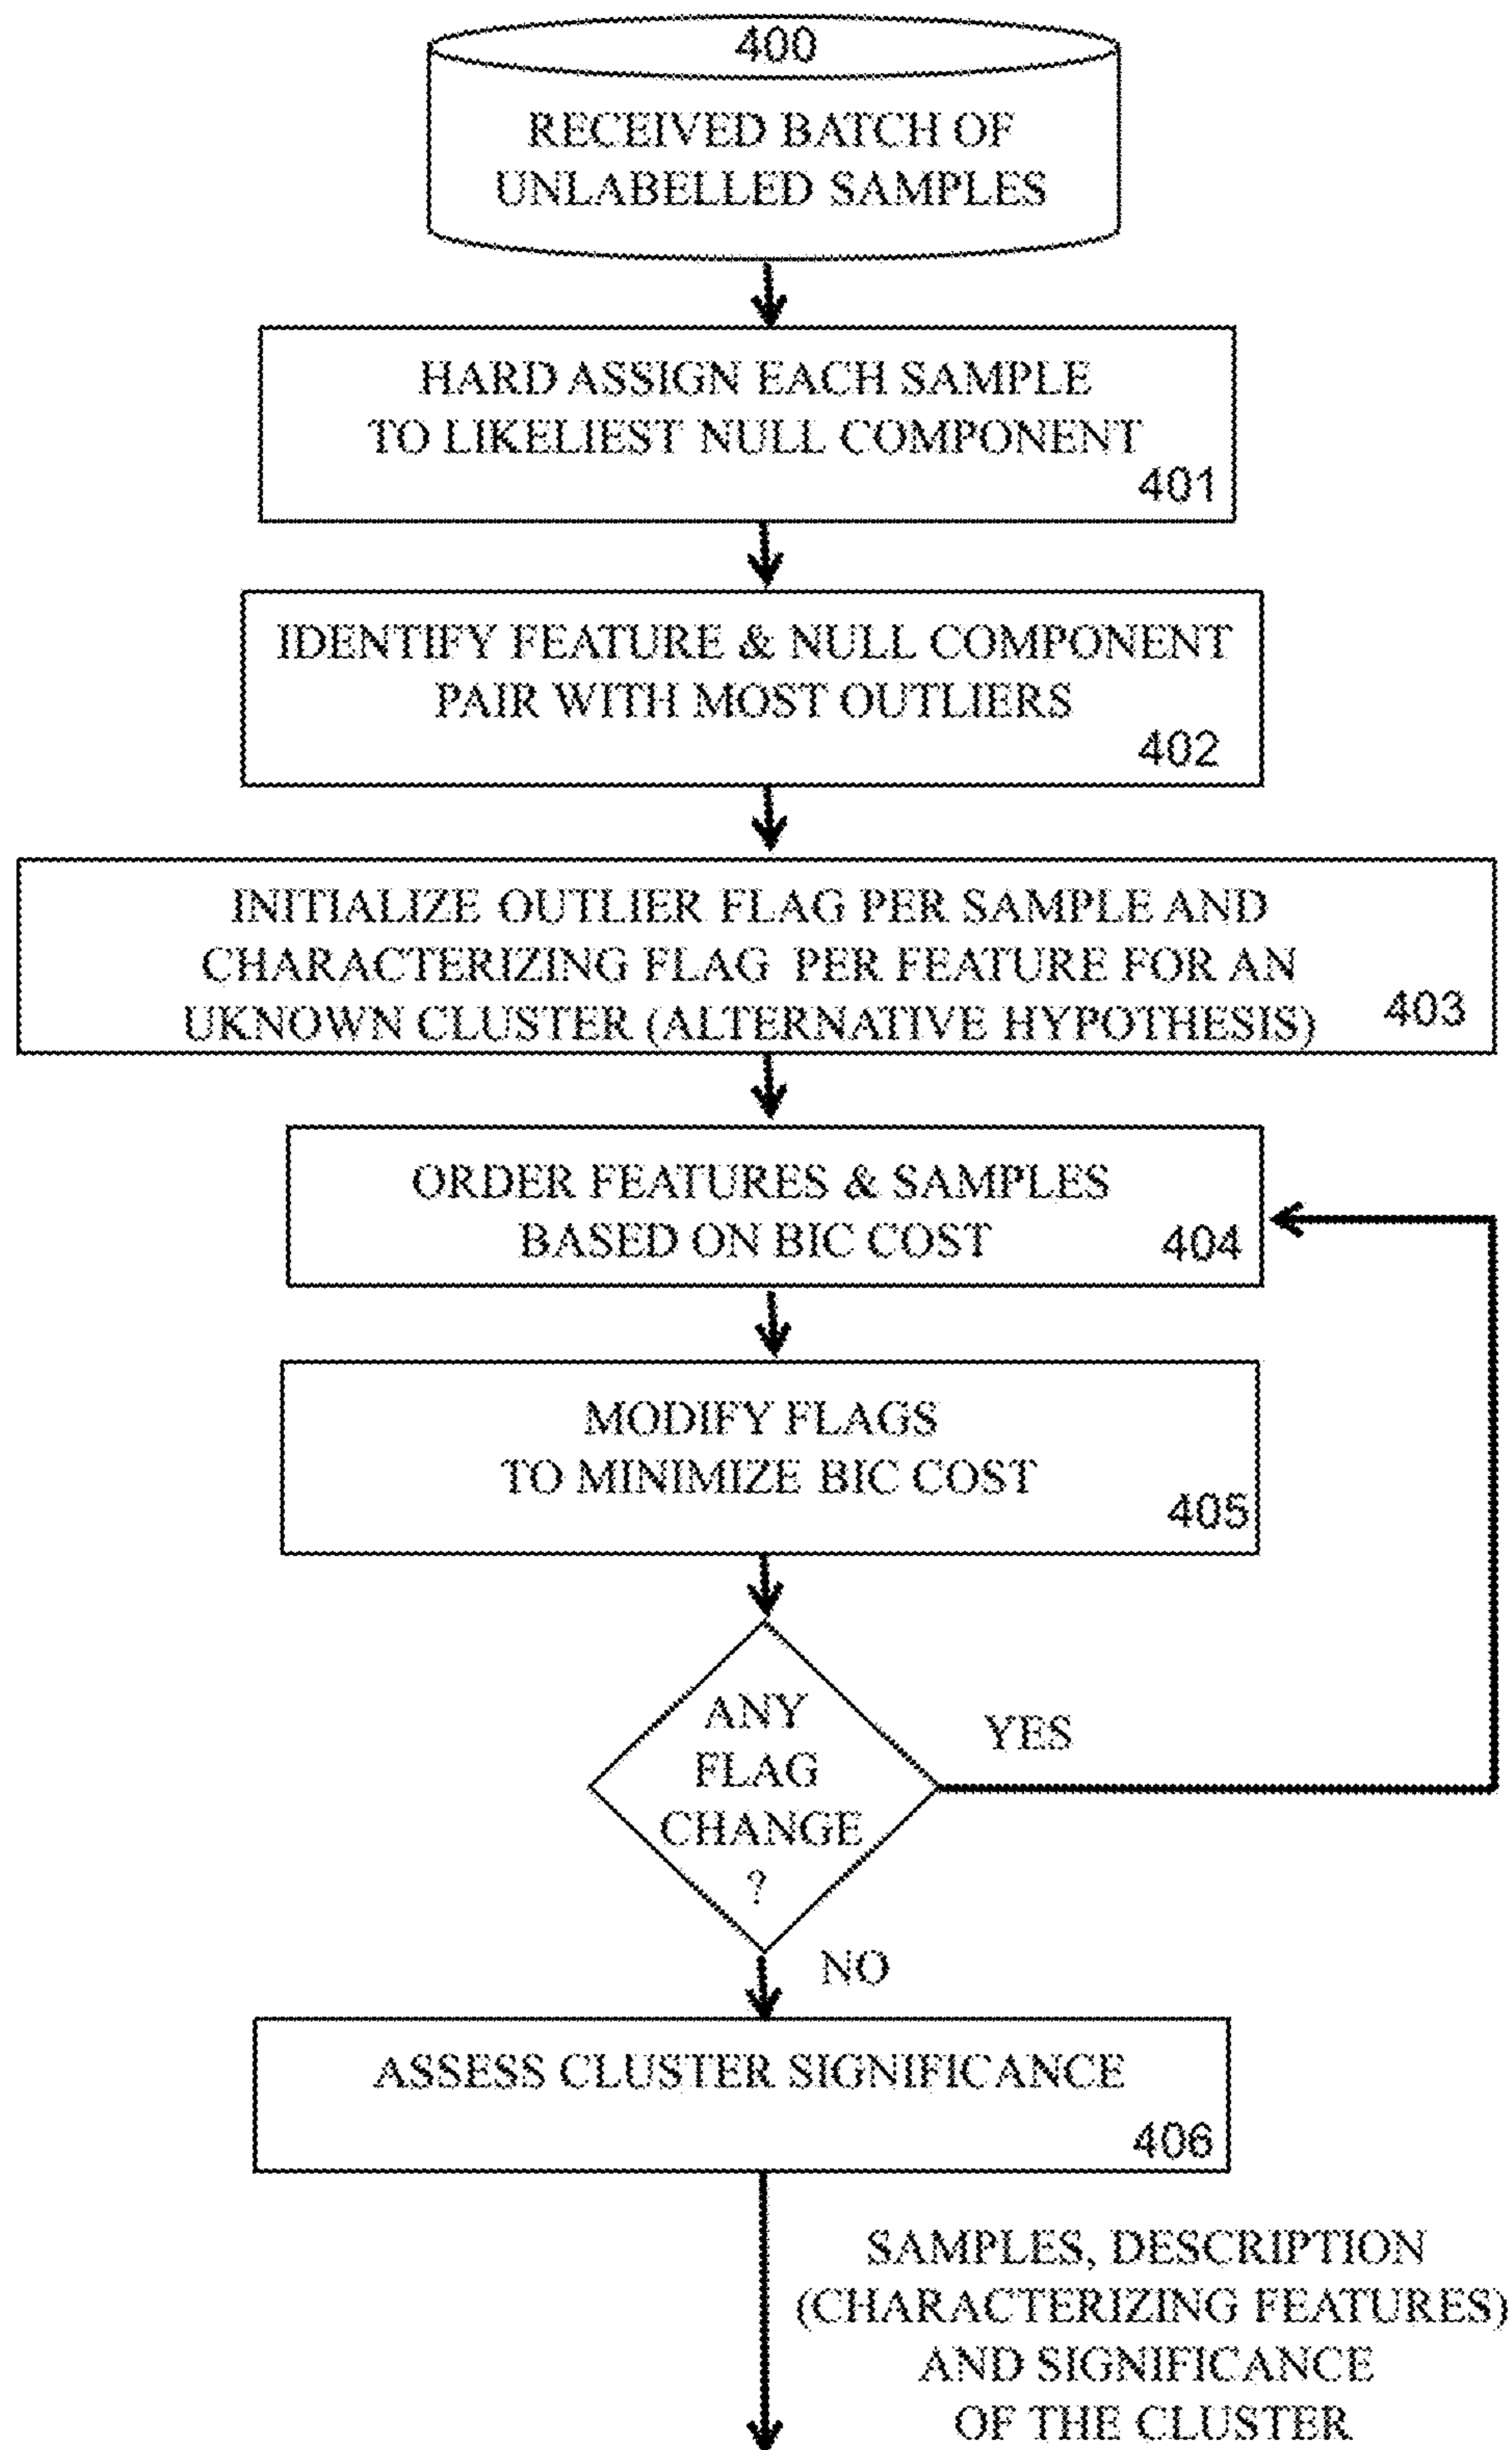 400
RECEIVED BATCH OF
UNLABELLED SAMPLES
HARD ASSIGN EACH SAMPLE
TO LIKELIEST NULL COMPONENT
401
IDENTIFY FEATURE & NULL COMPONENT
PAIR WITH MOST OUTLIERS
402
INITIALIZE OUTLIER FLAG PER SAMPLE AND
CHARACTERIZING FLAG PER FEATURE FOR AN
UKNOWN CLUSTER (ALTERNATIVE HYPOTHESIS)
403
ORDER FEATURES & SAMPLES
BASED ON BIC COST
404
MODIFY FLAGS
TO MINIMIZE BIC COST
405
ANY
FLAG
CHANGE
?
YES
NO
ASSESS CLUSTER SIGNIFICANCE
406
SAMPLES, DESCRIPTION
(CHARACTERIZING FEATURES)
AND SIGNIFICANCE
OF THE CLUSTER